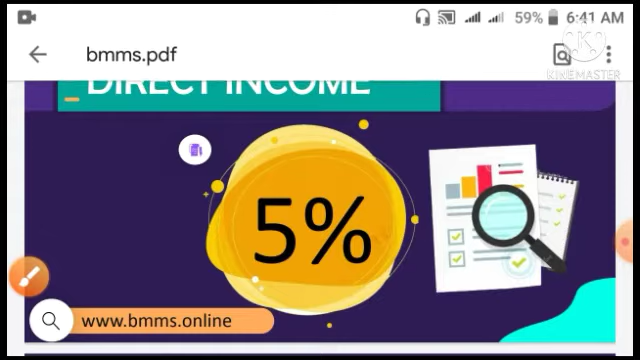 59% 6:41 AM
bmms.pdf
KINEMASTER
DIRECT INCOME
5%
www.bmms.online